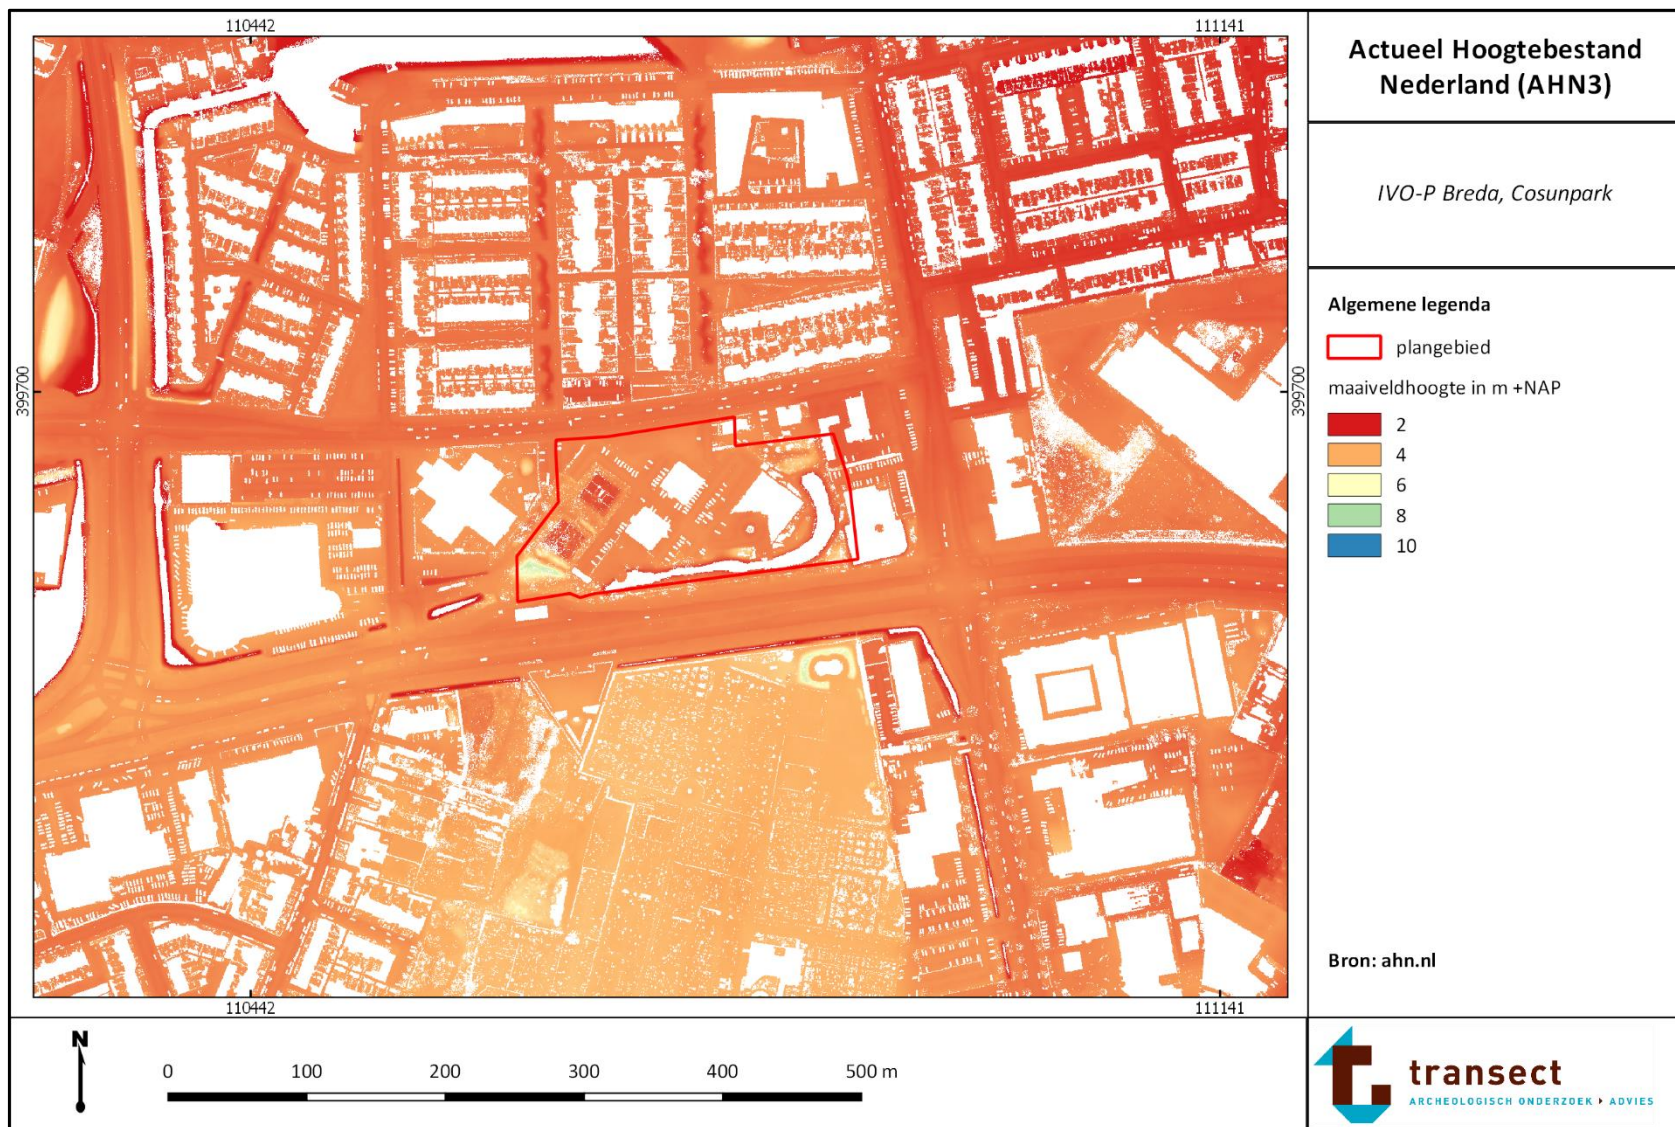 110442
111141
399700
399700
110442
111141
Actueel Hoogtebestand
Nederland (AHN3)
IVO-P Breda, Cosunpark
Algemene legenda
plangebied
maaiveldhoogte in m +NAP
2
4
6
8
10
Bron: ahn.nl
N
0 100 200 300 400 500 m
transect
ARCHEOLOGISCH ONDERZOEK ▸ ADVIES